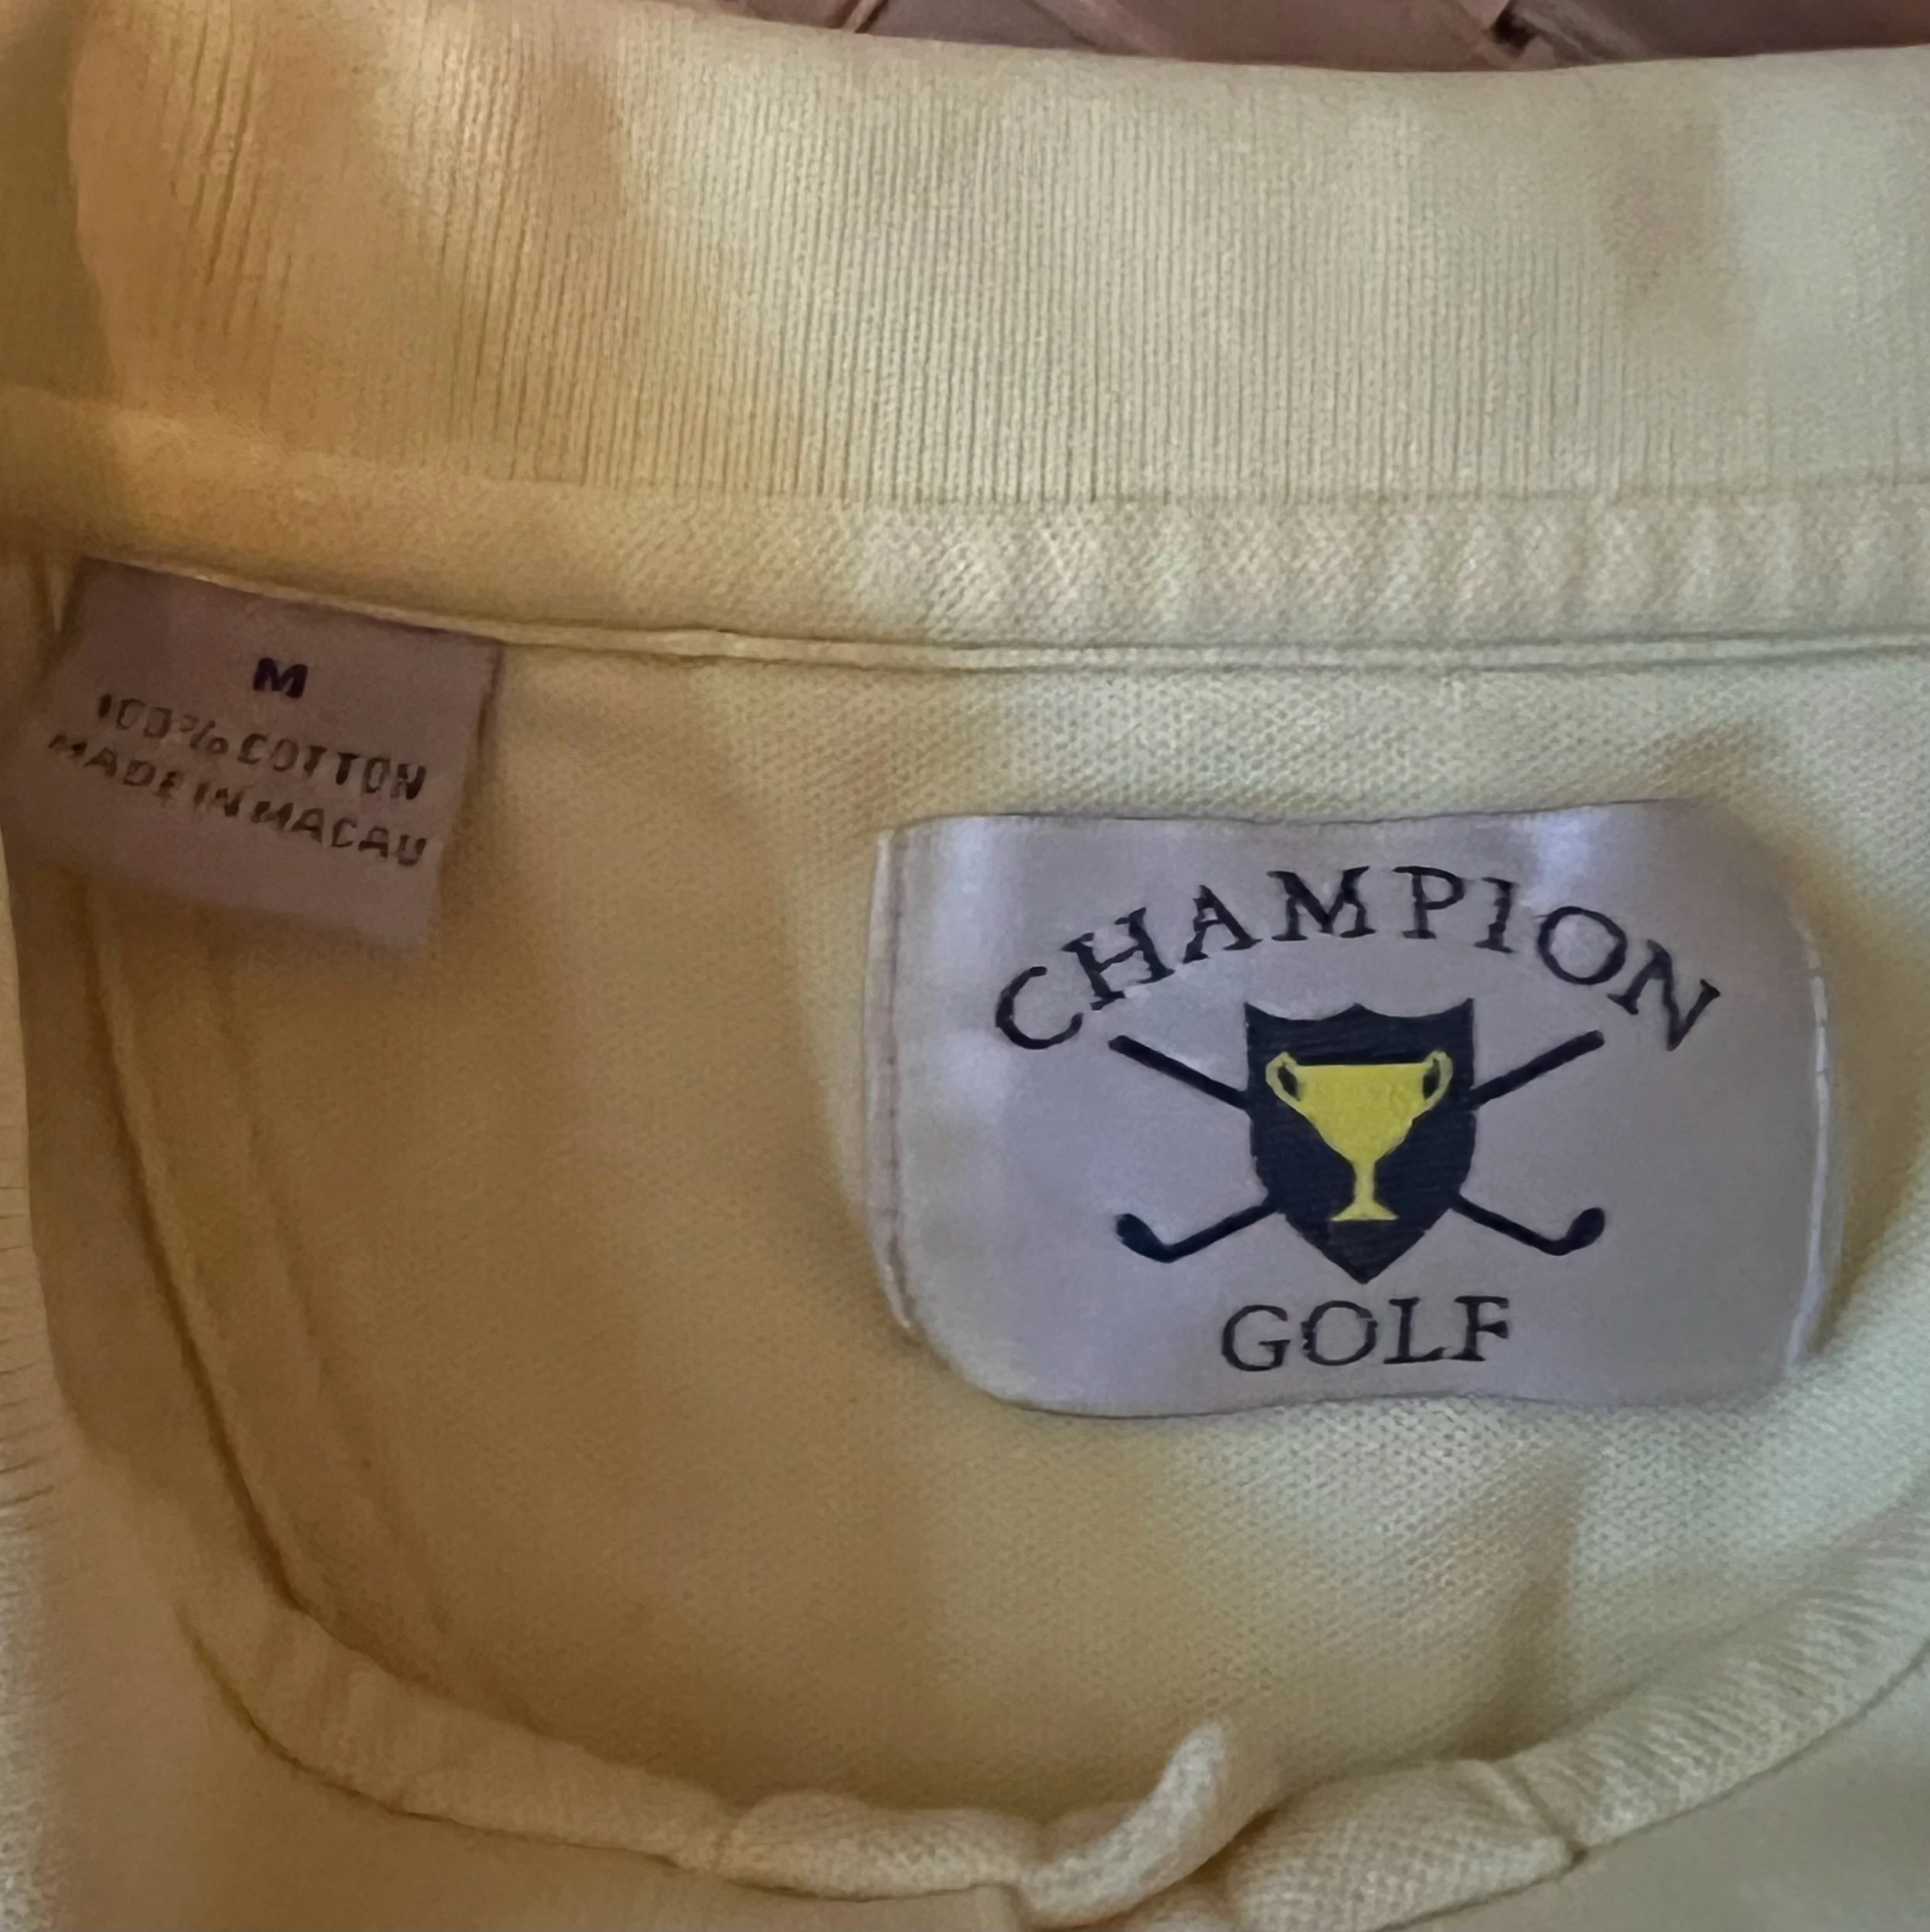 M
100% COTTON
MADE IN MACAU
CHAMPION
GOLF